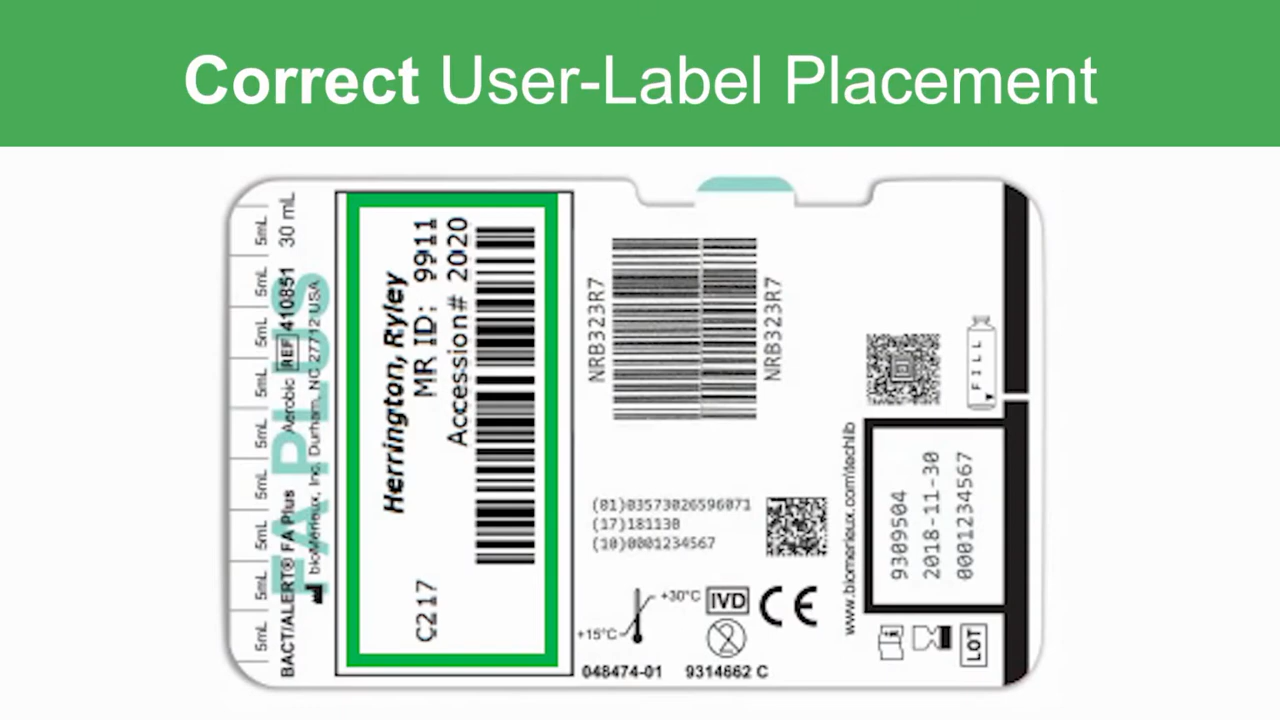 Correct User-Label Placement
5mL
5mL
5mL
5mL
5mL
5mL
5mL
5mL
5mL
FA PLUS
BACT/ALERT® FA Plus Aerobic REF 410851 30 mL
bioMérieux, Inc. Durham, NC 27712 USA
Herrington, Ryley
C217 MR ID: 9911
Accession# 2020
NRB323R7
NRB323R7
(01)03573026596071
(17)181130
(10)0001234567
+30°C
+15°C
IVD
CE
048474-01 9314662 C
www.biomerieux.com/techlib
FILL
9309504
2018-11-30
0001234567
LOT